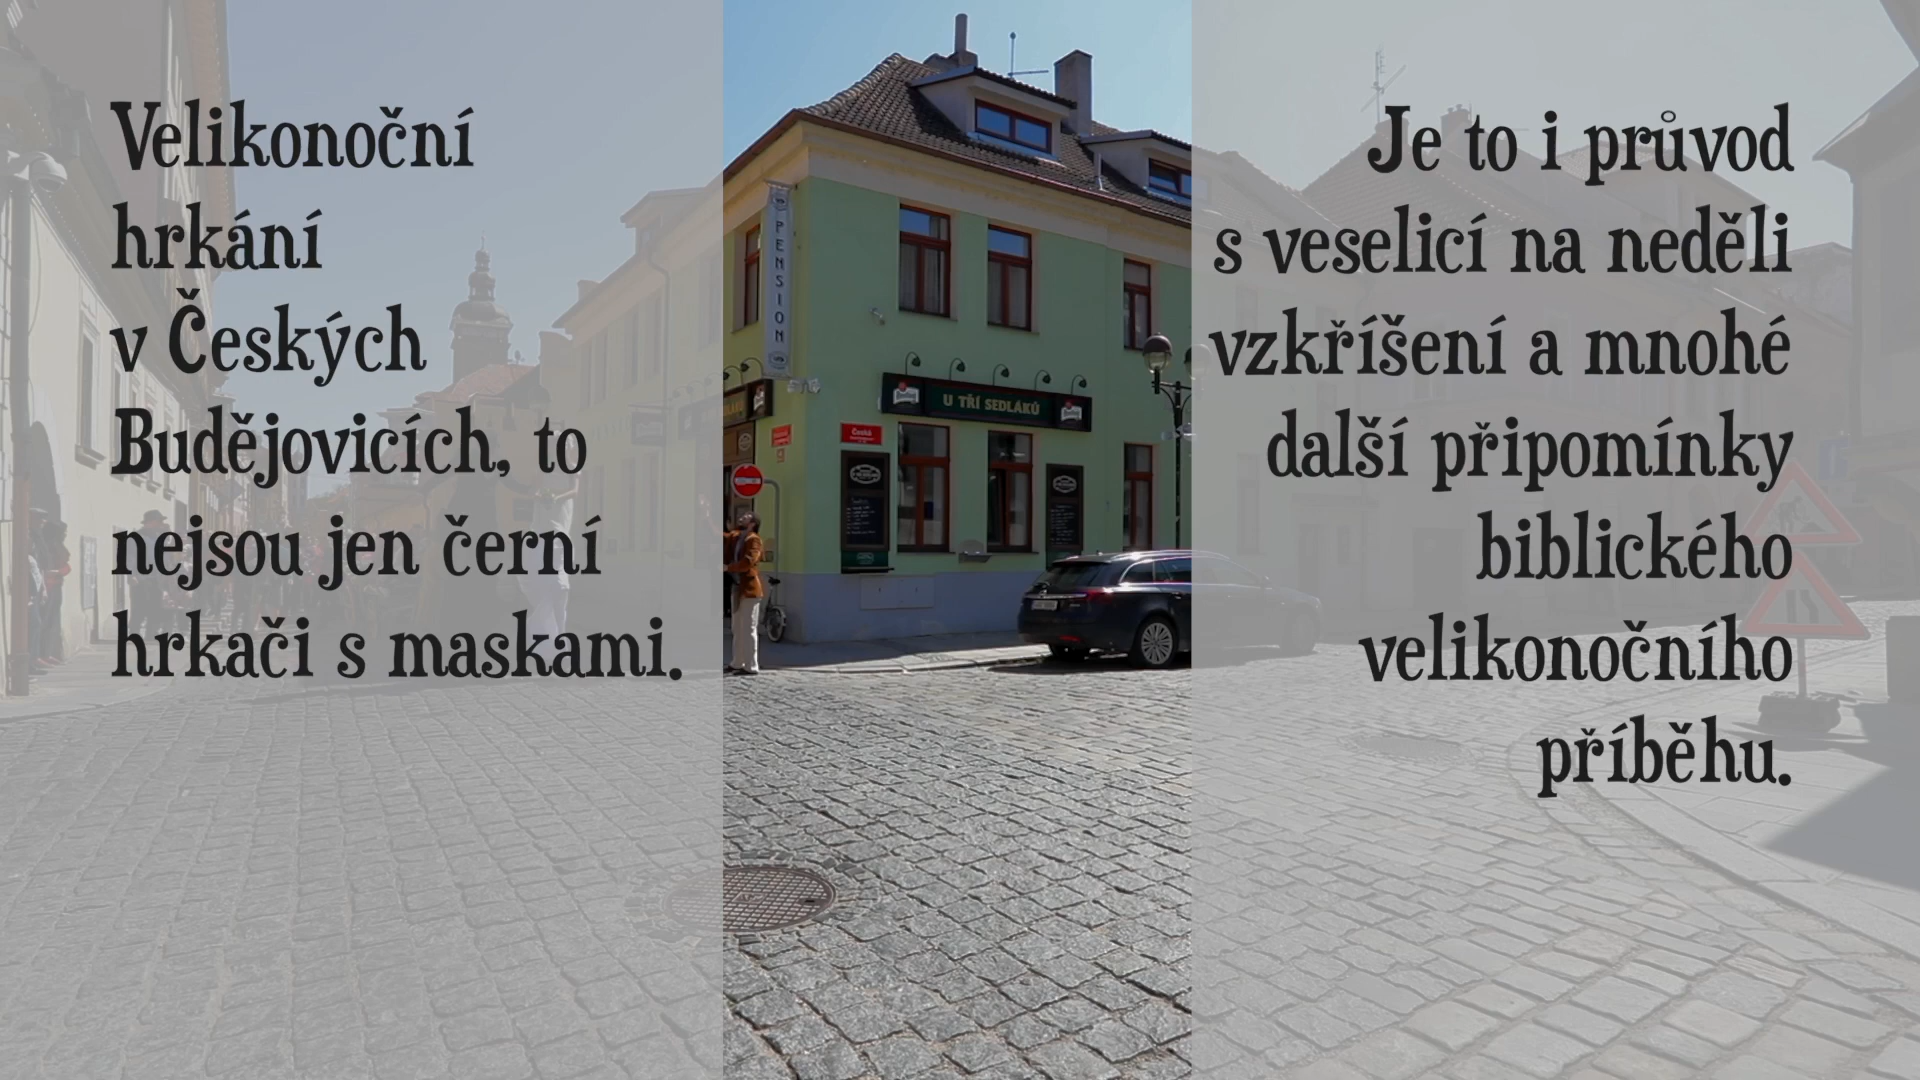 Velikonoční
hrkání
v Českých
Budějovicích, to
nejsou jen černí
hrkači s maskami.
PENSION
U TŘÍ SEDLÁKŮ
Česká
Je to i průvod
s veselicí na neděli
vzkříšení a mnohé
další připomínky
biblického
velikonočního
příběhu.